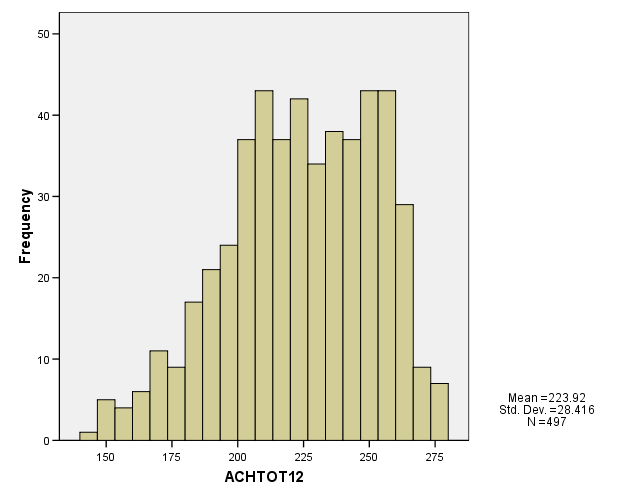 50
40
30
20
10
0
Frequency
150 175 200 225 250 275
ACHTOT12
Mean =223.92
Std. Dev. =28.416
N =497